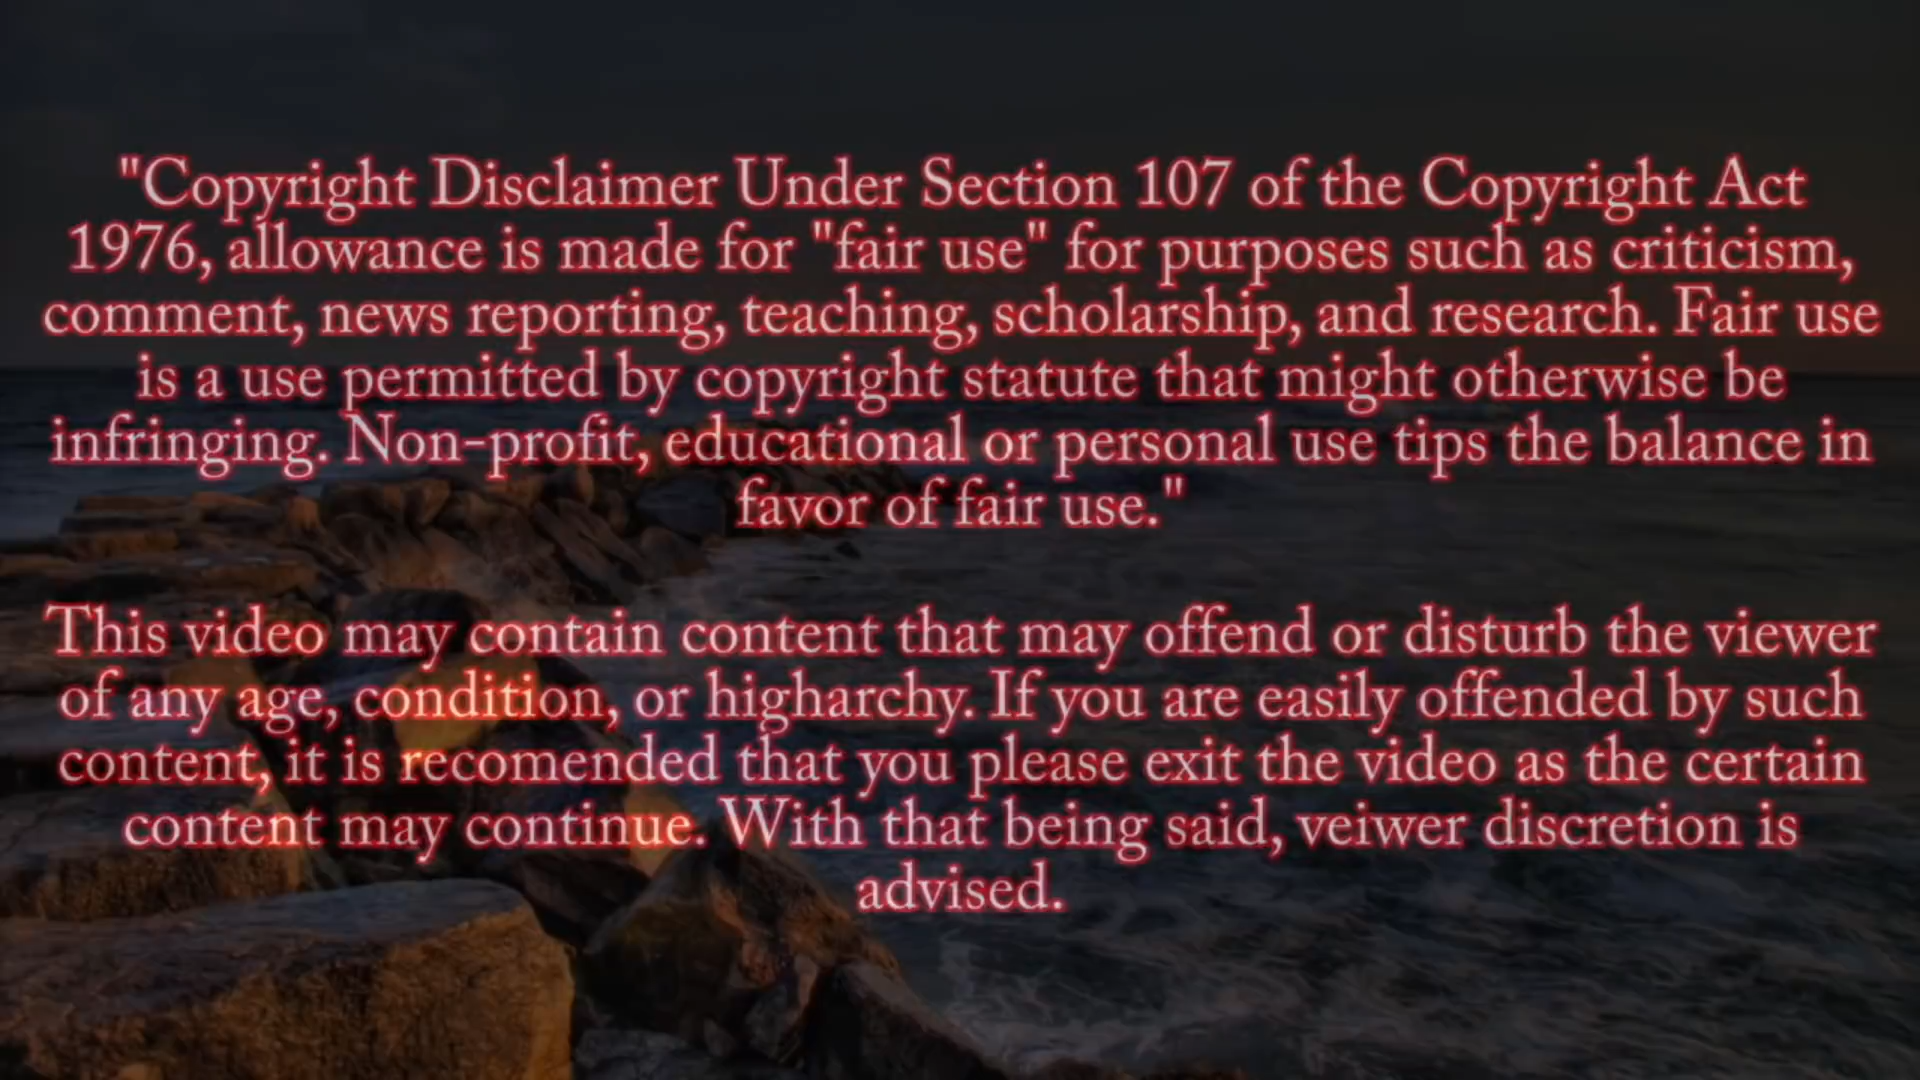 "Copyright Disclaimer Under Section 107 of the Copyright Act
1976, allowance is made for "fair use" for purposes such as criticism,
comment, news reporting, teaching, scholarship, and research. Fair use
is a use permitted by copyright statute that might otherwise be
infringing. Non-profit, educational or personal use tips the balance in
favor of fair use."
This video may contain content that may offend or disturb the viewer
of any age, condition, or higharchy. If you are easily offended by such
content, it is recomended that you please exit the video as the certain
content may continue. With that being said, veiwer discretion is
advised.